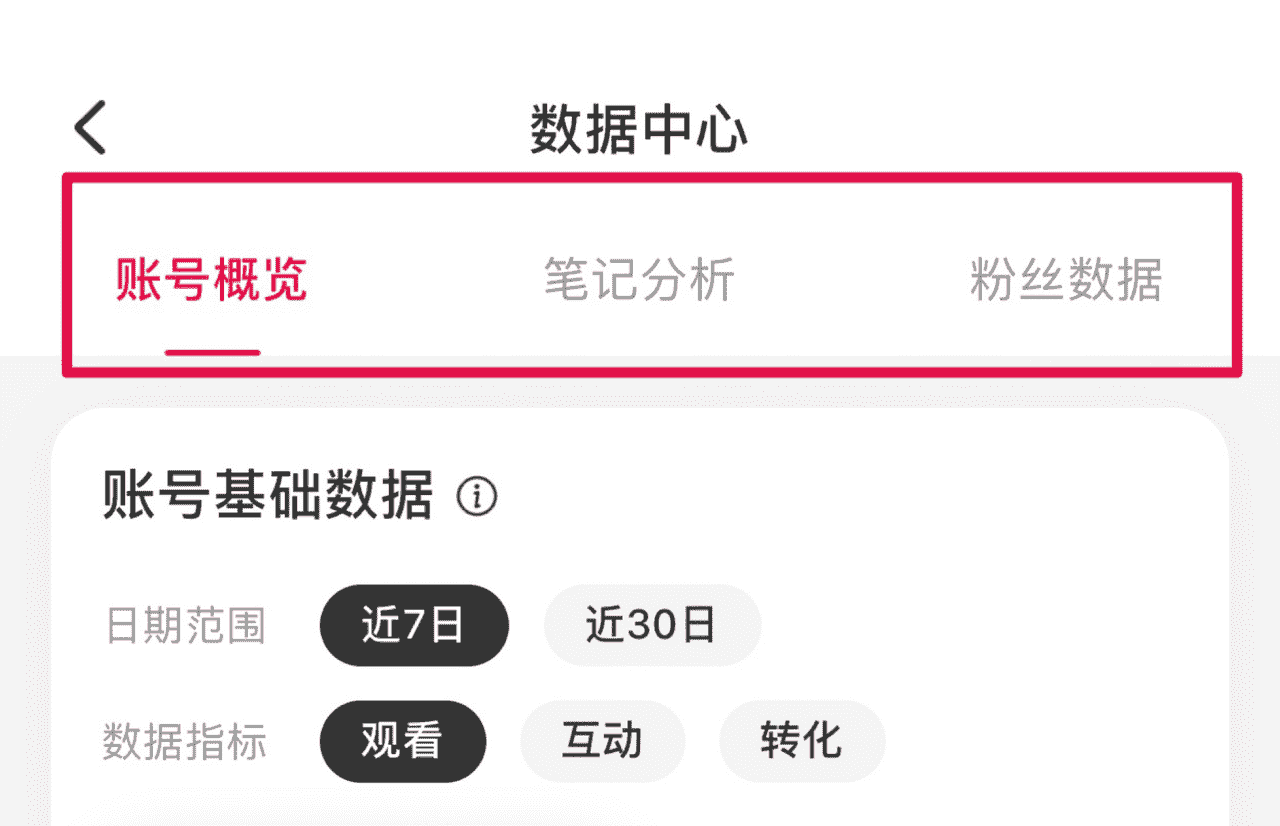 数据中心
账号概览 笔记分析 粉丝数据
账号基础数据
日期范围 近7日 近30日
数据指标 观看 互动 转化